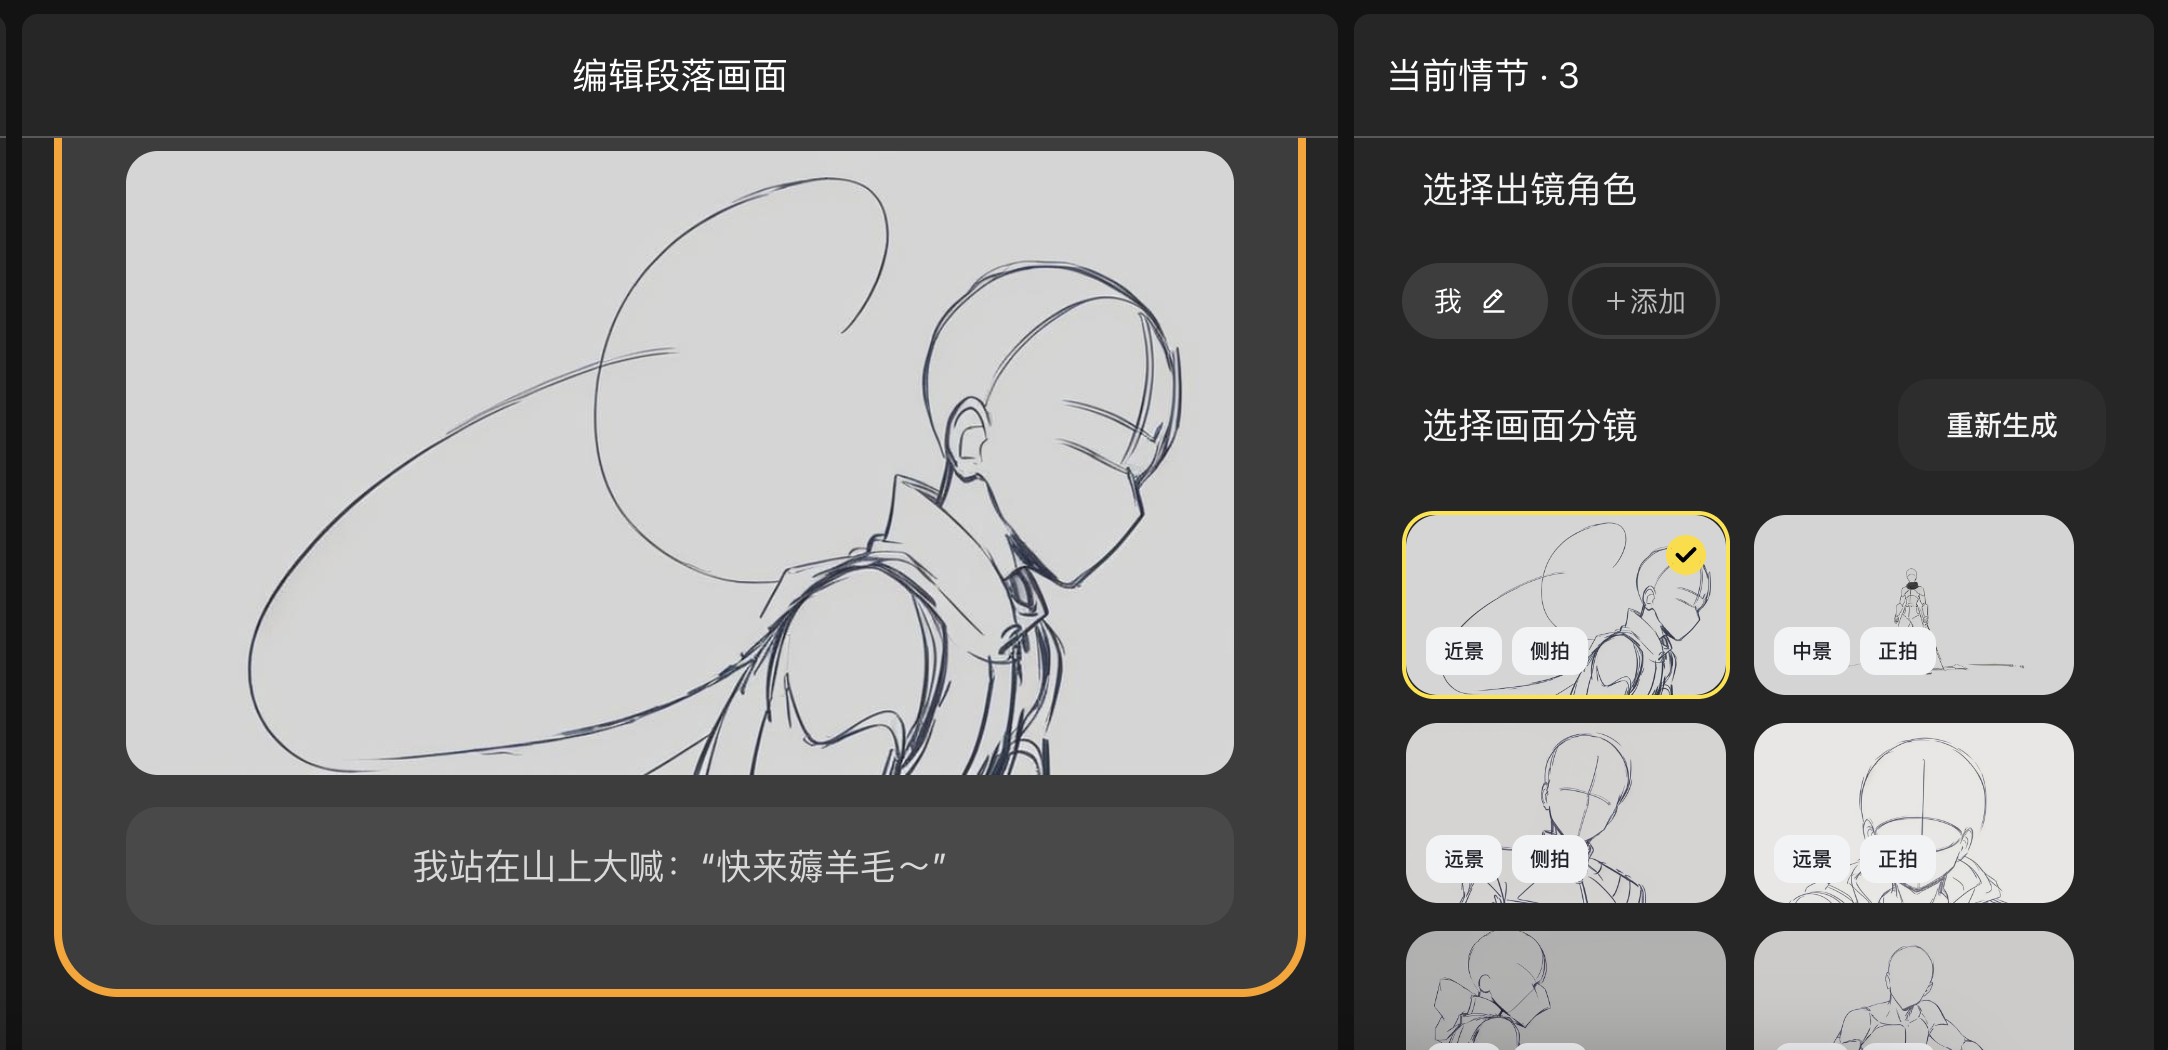 编辑段落画面
我站在山上大喊：“快来薅羊毛～”
当前情节 · 3
选择出镜角色
我
＋添加
选择画面分镜
重新生成
近景 侧拍
中景 正拍
远景 侧拍
远景 正拍